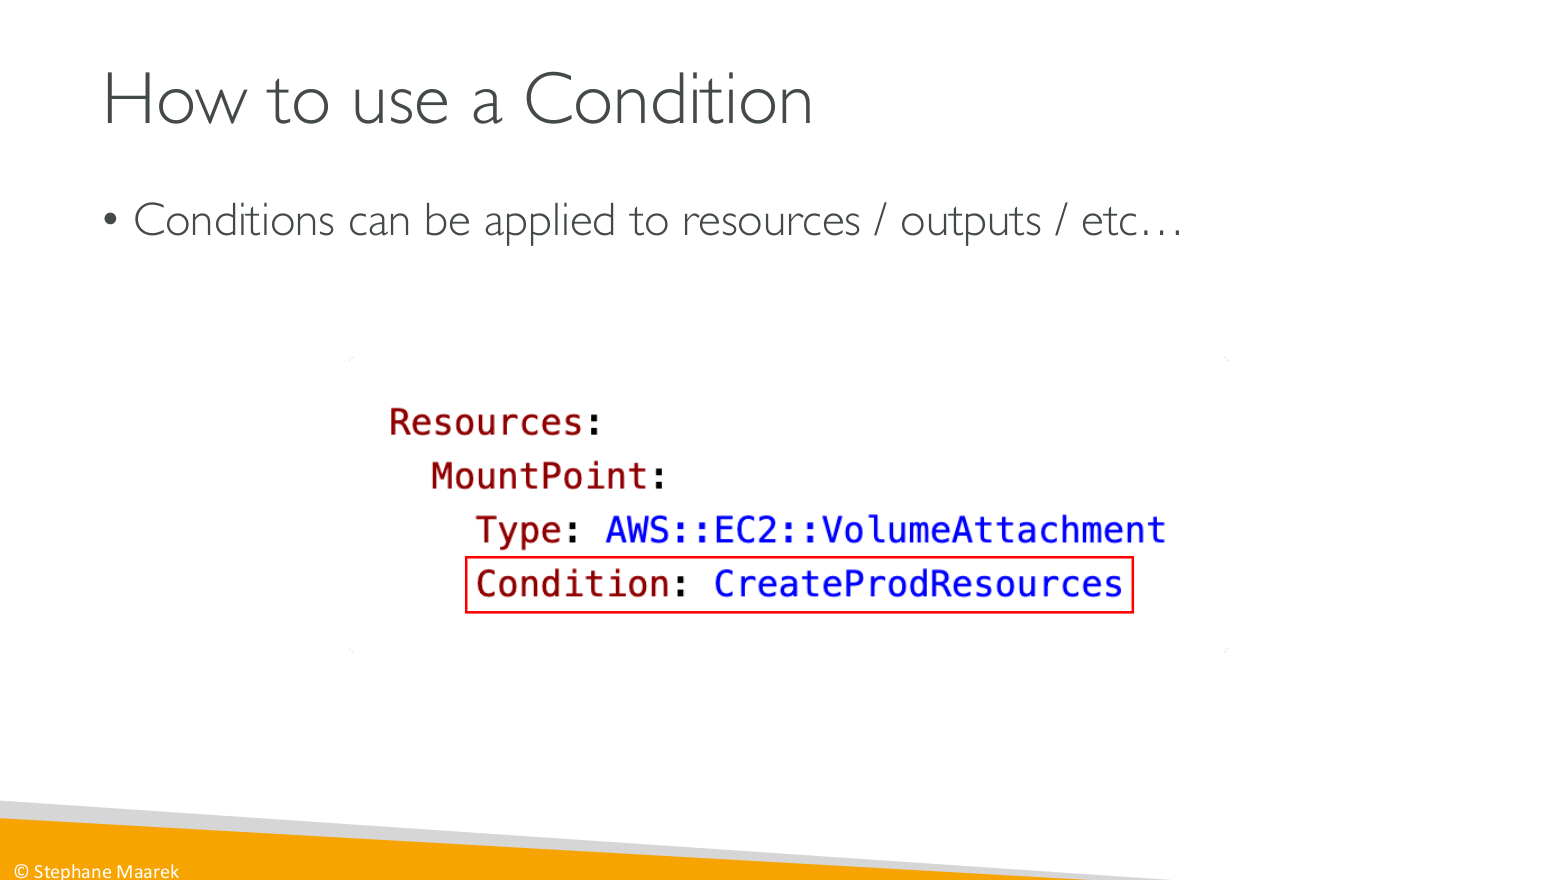 How to use a Condition
• Conditions can be applied to resources / outputs / etc…
Resources:
  MountPoint:
    Type: AWS::EC2::VolumeAttachment
    Condition: CreateProdResources
© Stephane Maarek